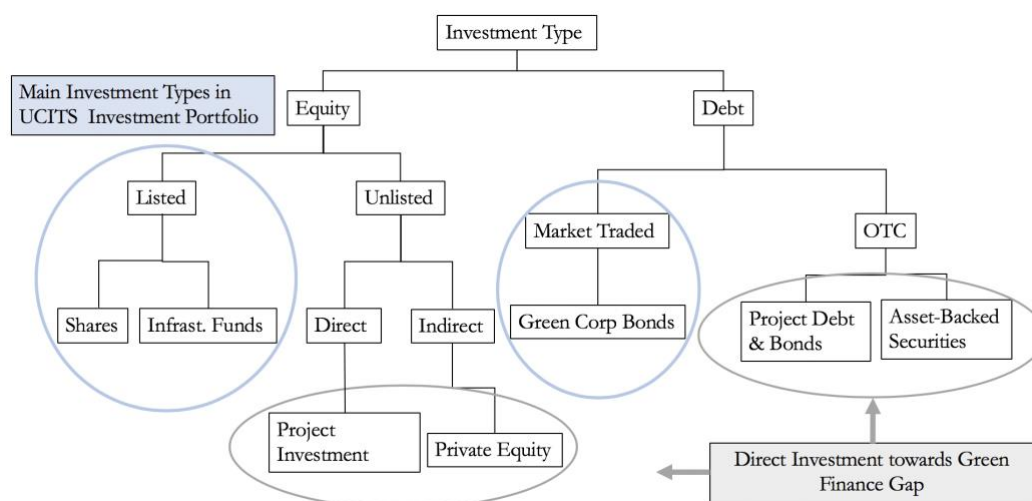 Investment Type
Main Investment Types in
UCITS Investment Portfolio
Equity
Debt
Listed
Unlisted
Market Traded
OTC
Shares
Infrast. Funds
Direct
Indirect
Green Corp Bonds
Project Debt
& Bonds
Asset-Backed
Securities
Project
Investment
Private Equity
Direct Investment towards Green
Finance Gap